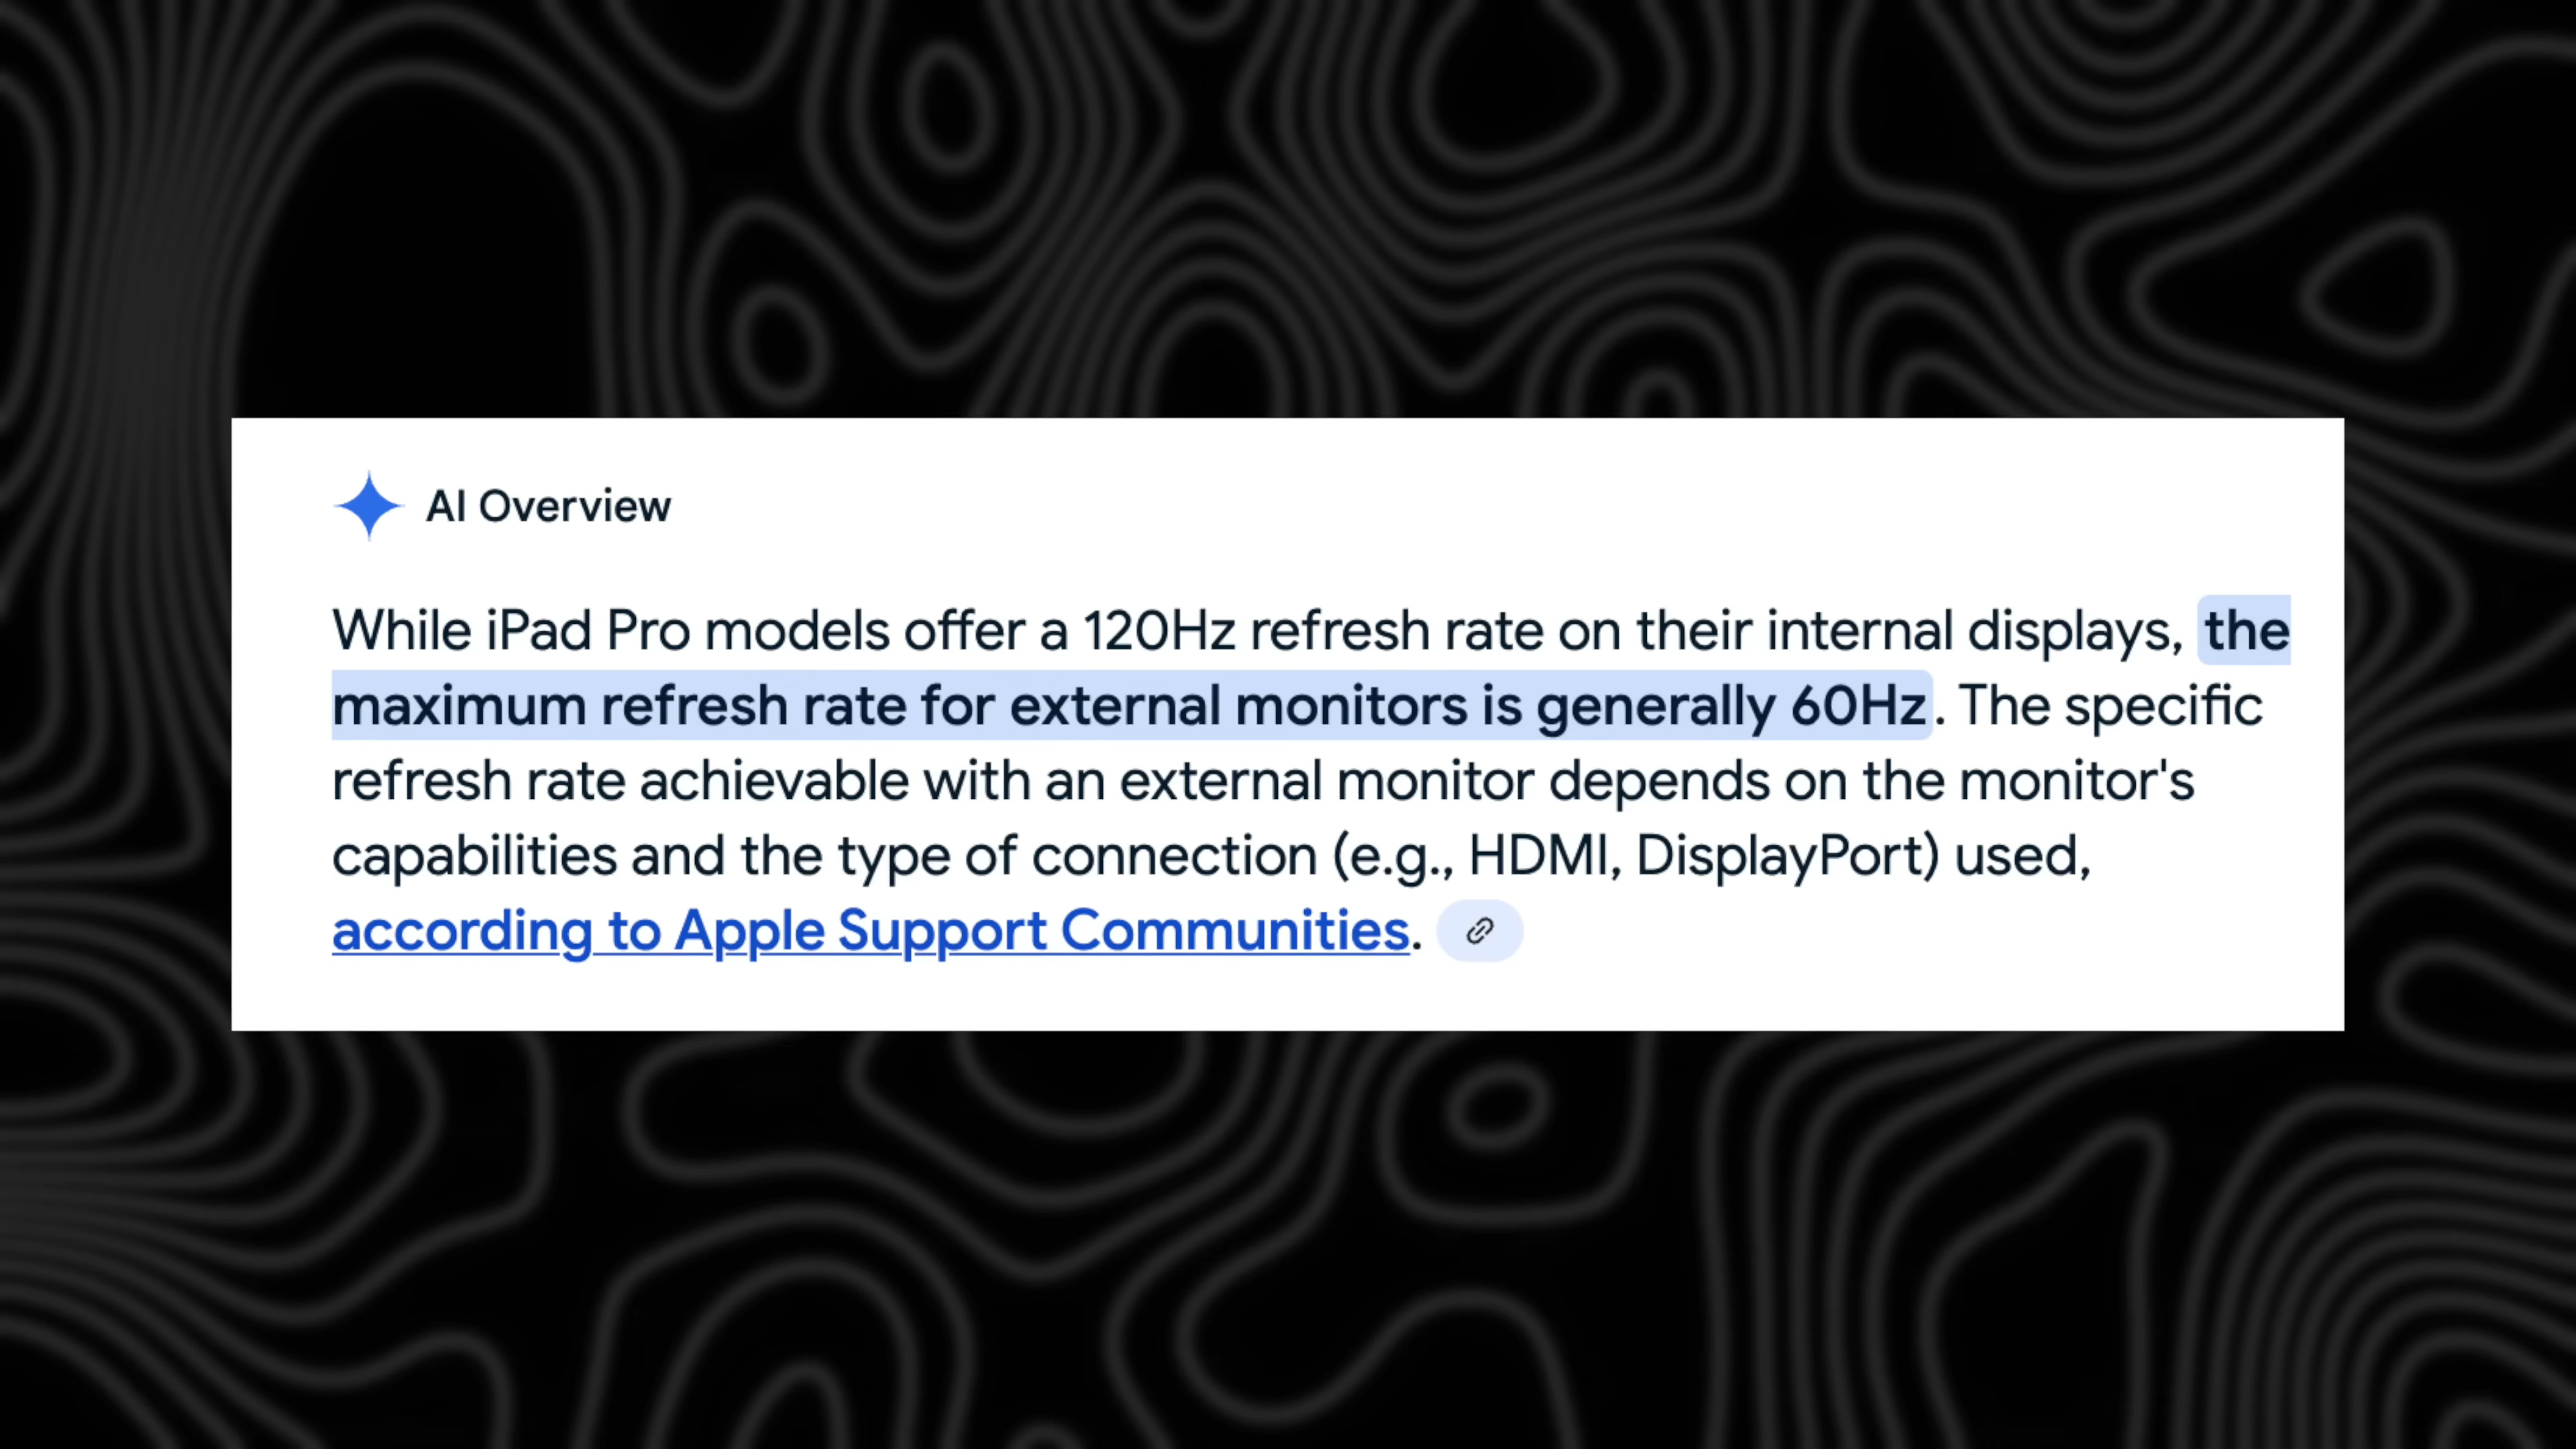 AI Overview
While iPad Pro models offer a 120Hz refresh rate on their internal displays, the
maximum refresh rate for external monitors is generally 60Hz. The specific
refresh rate achievable with an external monitor depends on the monitor's
capabilities and the type of connection (e.g., HDMI, DisplayPort) used,
according to Apple Support Communities.